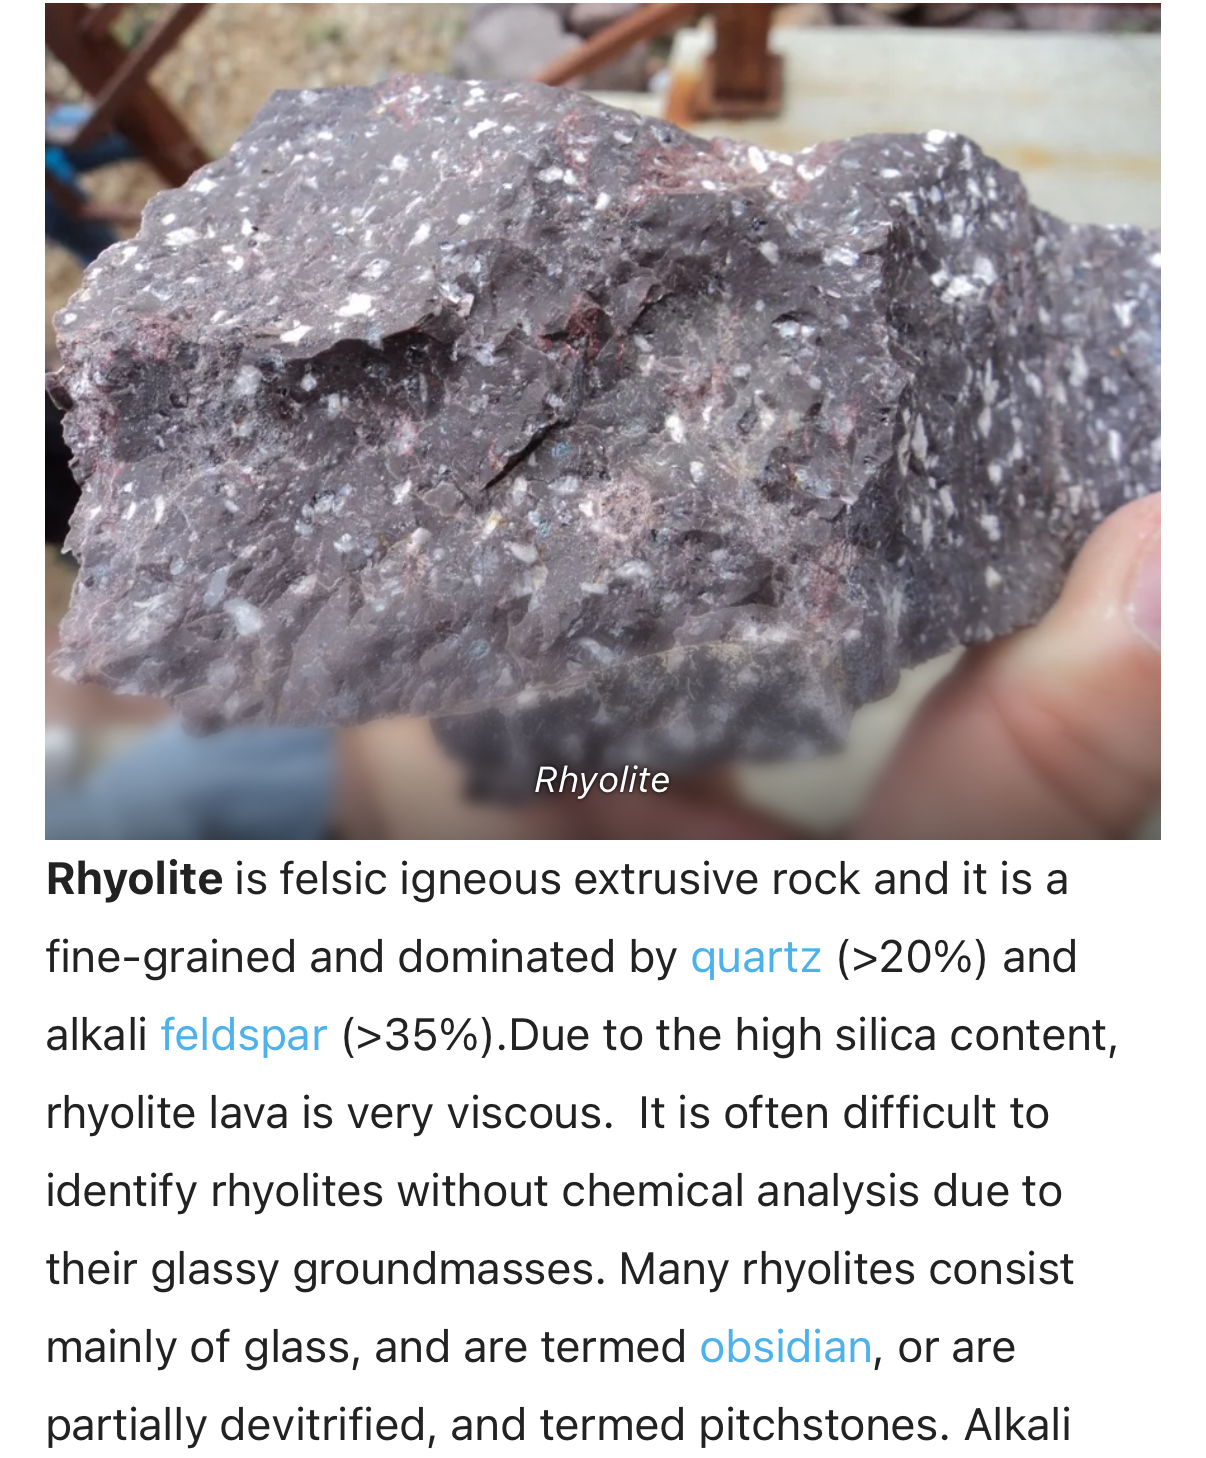 Rhyolite
Rhyolite is felsic igneous extrusive rock and it is a
fine-grained and dominated by quartz (>20%) and
alkali feldspar (>35%).Due to the high silica content,
rhyolite lava is very viscous.  It is often difficult to
identify rhyolites without chemical analysis due to
their glassy groundmasses. Many rhyolites consist
mainly of glass, and are termed obsidian, or are
partially devitrified, and termed pitchstones. Alkali